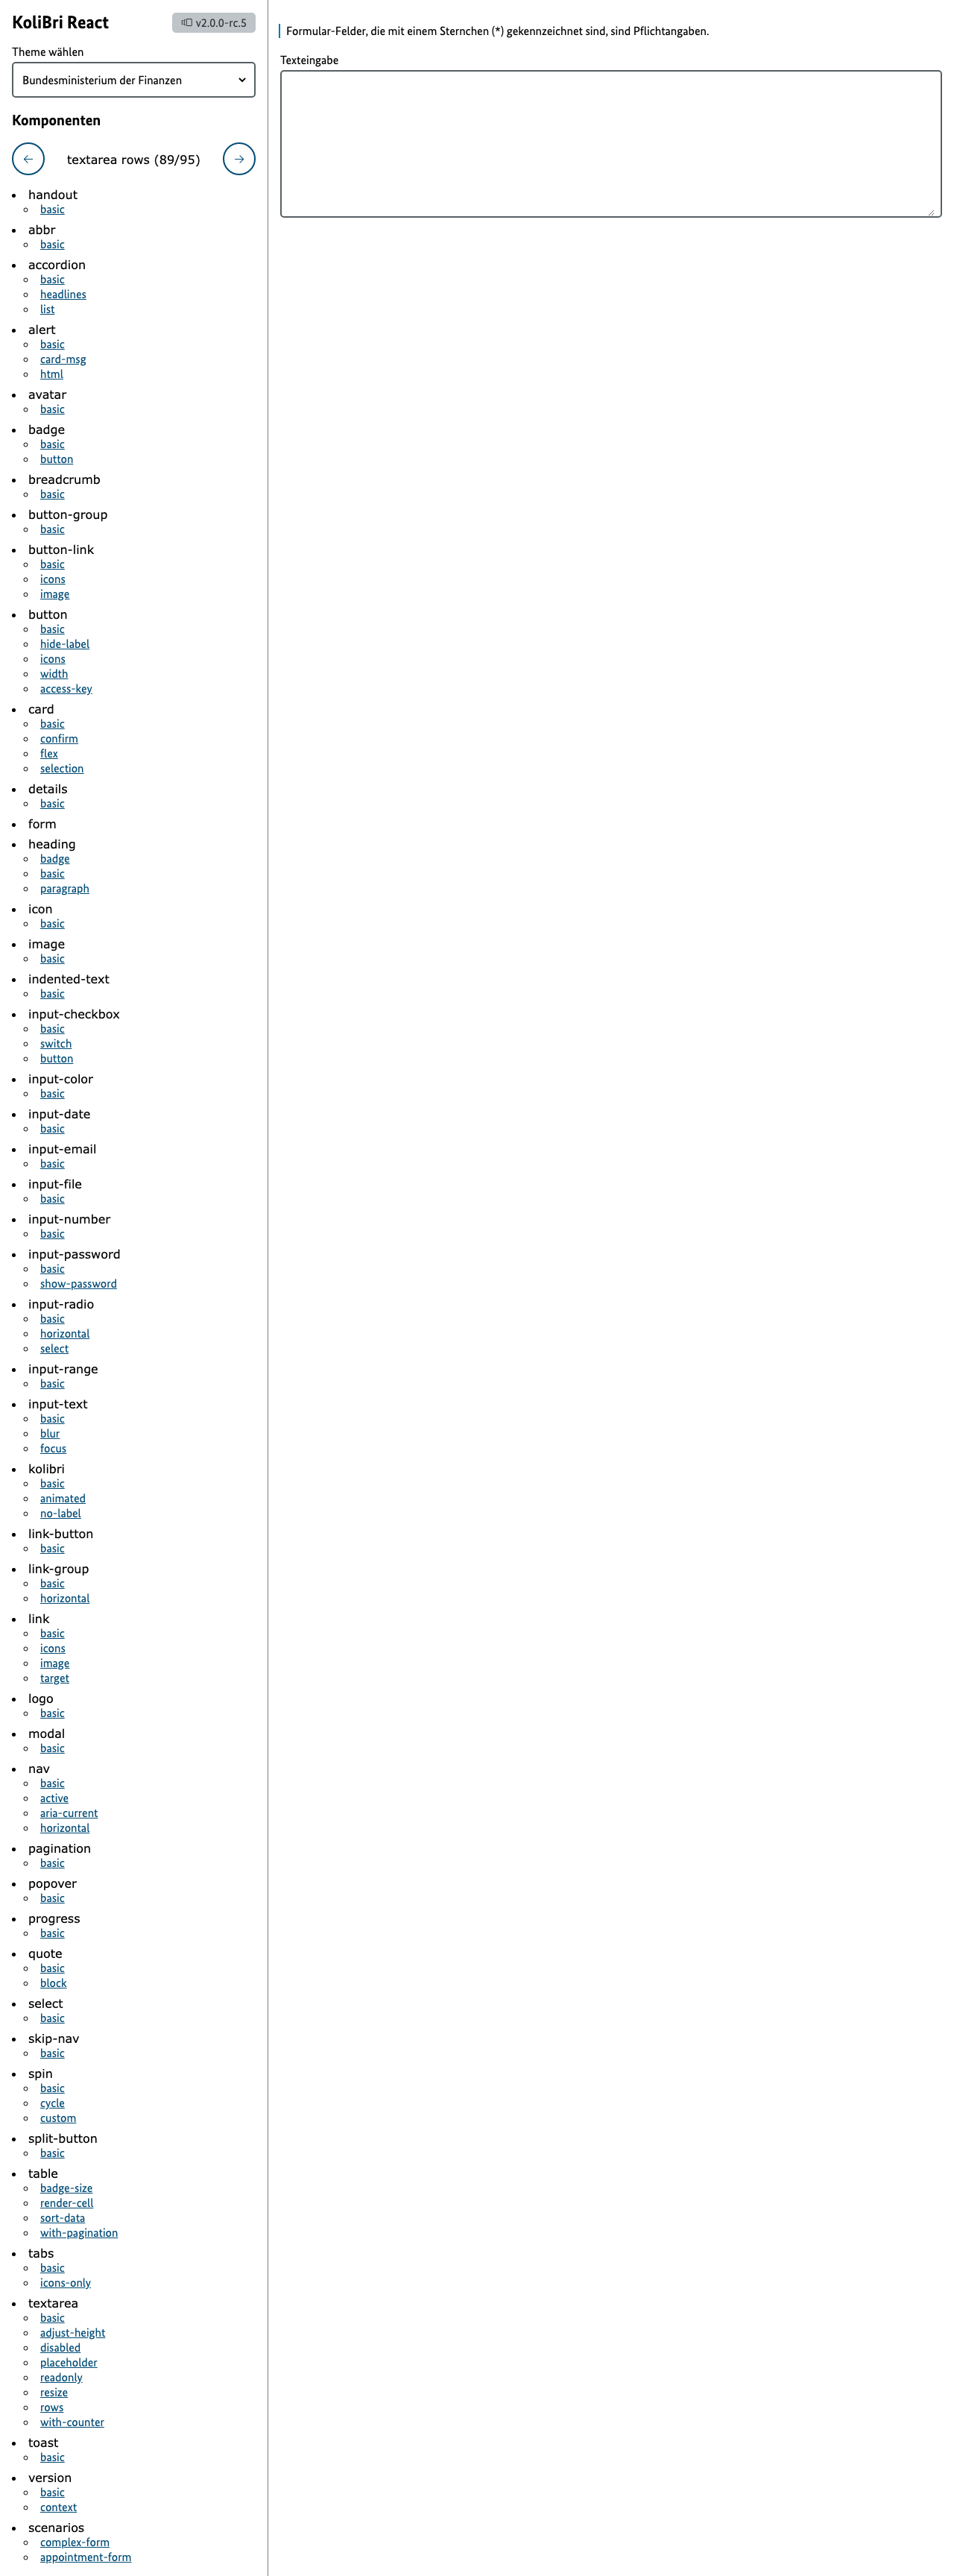 KoliBri React
v2.0.0-rc.5
Theme wählen
Bundesministerium der Finanzen
Komponenten
textarea rows (89/95)
handout
basic
abbr
basic
accordion
basic
headlines
list
alert
basic
card-msg
html
avatar
basic
badge
basic
button
breadcrumb
basic
button-group
basic
button-link
basic
icons
image
button
basic
hide-label
icons
width
access-key
card
basic
confirm
flex
selection
details
basic
form
heading
badge
basic
paragraph
icon
basic
image
basic
indented-text
basic
input-checkbox
basic
switch
button
input-color
basic
input-date
basic
input-email
basic
input-file
basic
input-number
basic
input-password
basic
show-password
input-radio
basic
horizontal
select
input-range
basic
input-text
basic
blur
focus
kolibri
basic
animated
no-label
link-button
basic
link-group
basic
horizontal
link
basic
icons
image
target
logo
basic
modal
basic
nav
basic
active
aria-current
horizontal
pagination
basic
popover
basic
progress
basic
quote
basic
block
select
basic
skip-nav
basic
spin
basic
cycle
custom
split-button
basic
table
badge-size
render-cell
sort-data
with-pagination
tabs
basic
icons-only
textarea
basic
adjust-height
disabled
placeholder
readonly
resize
rows
with-counter
toast
basic
version
basic
context
scenarios
complex-form
appointment-form
Formular-Felder, die mit einem Sternchen (*) gekennzeichnet sind, sind Pflichtangaben.
Texteingabe